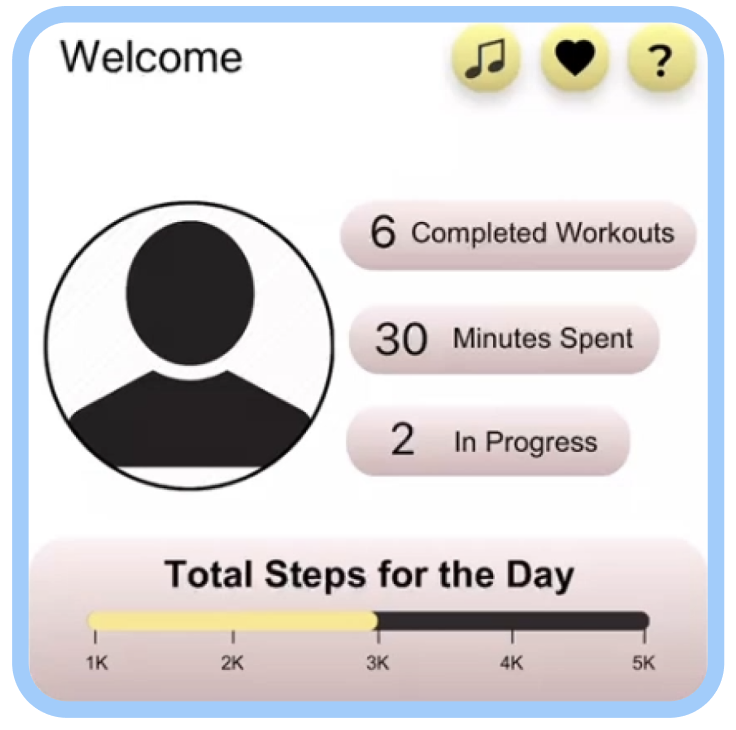 Welcome
?
6 Completed Workouts
30 Minutes Spent
2 In Progress
Total Steps for the Day
1K 2K 3K 4K 5K